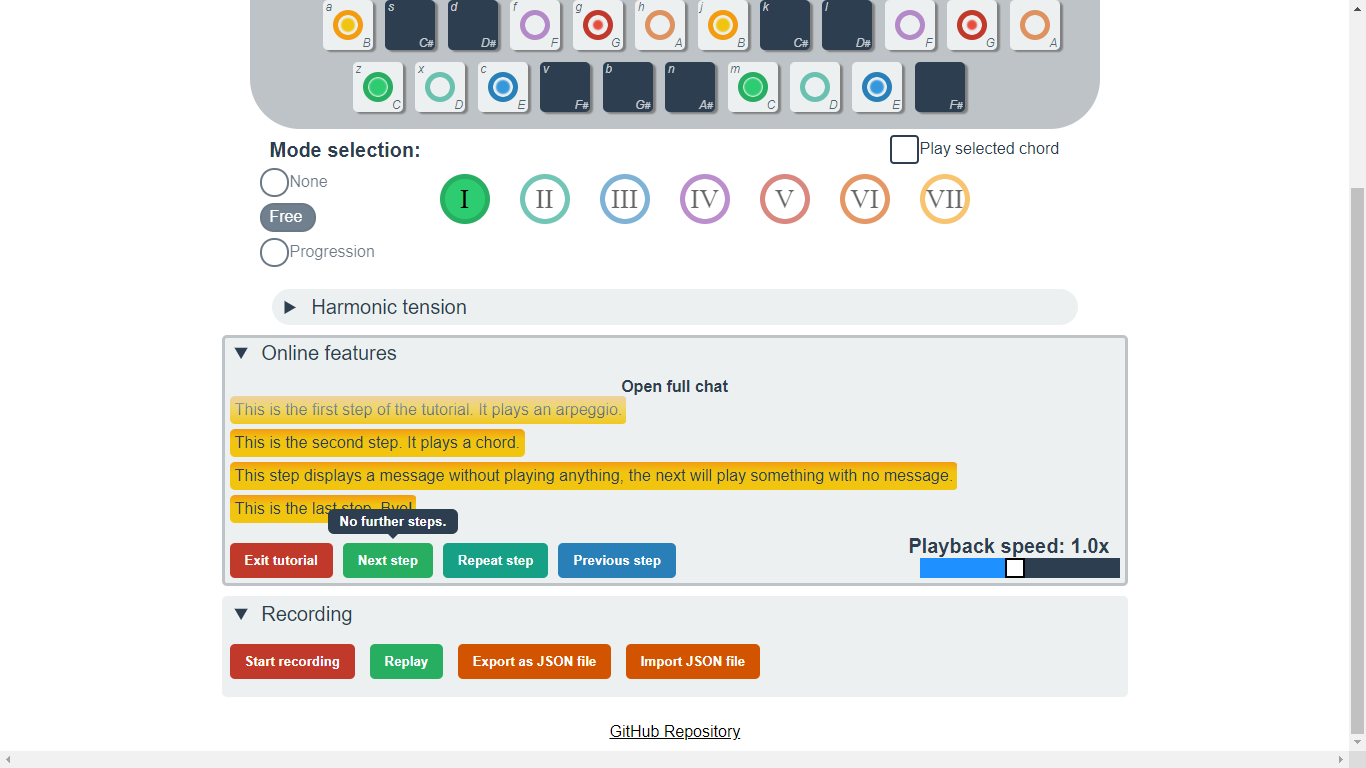 a B s C# d D# f F g G h A j B k C# l D# F G A
z C x D c E v F# b G# n A# m C D E F#
Mode selection:
Play selected chord
None
Free
Progression
I II III IV V VI VII
Harmonic tension
Online features
Open full chat
This is the first step of the tutorial. It plays an arpeggio.
This is the second step. It plays a chord.
This step displays a message without playing anything, the next will play something with no message.
This is the last step. Bye!
No further steps.
Exit tutorial Next step Repeat step Previous step
Playback speed: 1.0x
Recording
Start recording Replay Export as JSON file Import JSON file
GitHub Repository